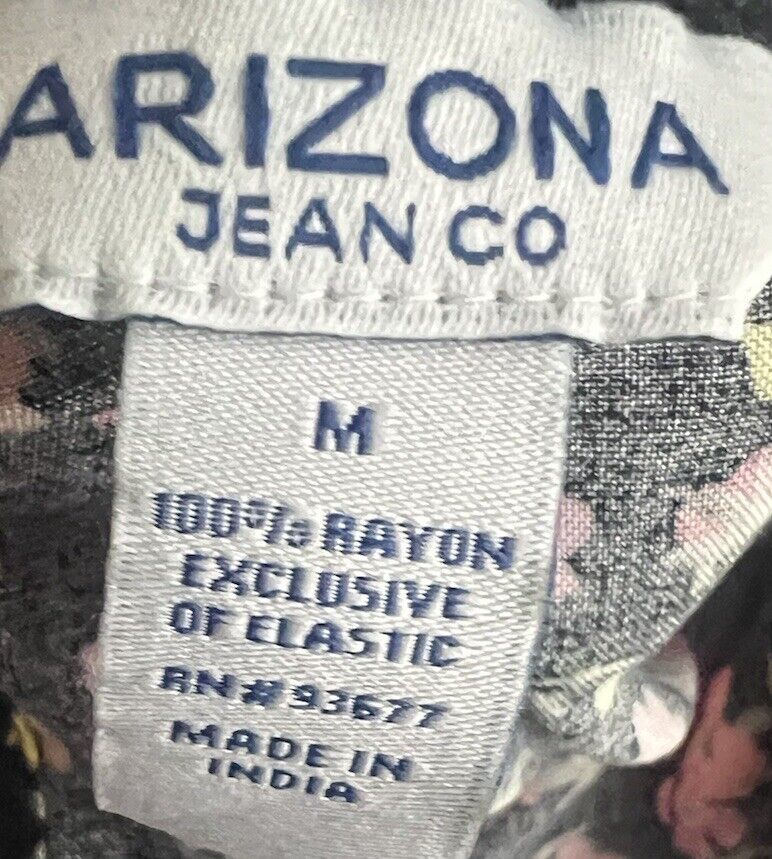 ARIZONA
JEAN CO
M
100% RAYON
EXCLUSIVE
OF ELASTIC
RN# 93677
MADE IN
INDIA